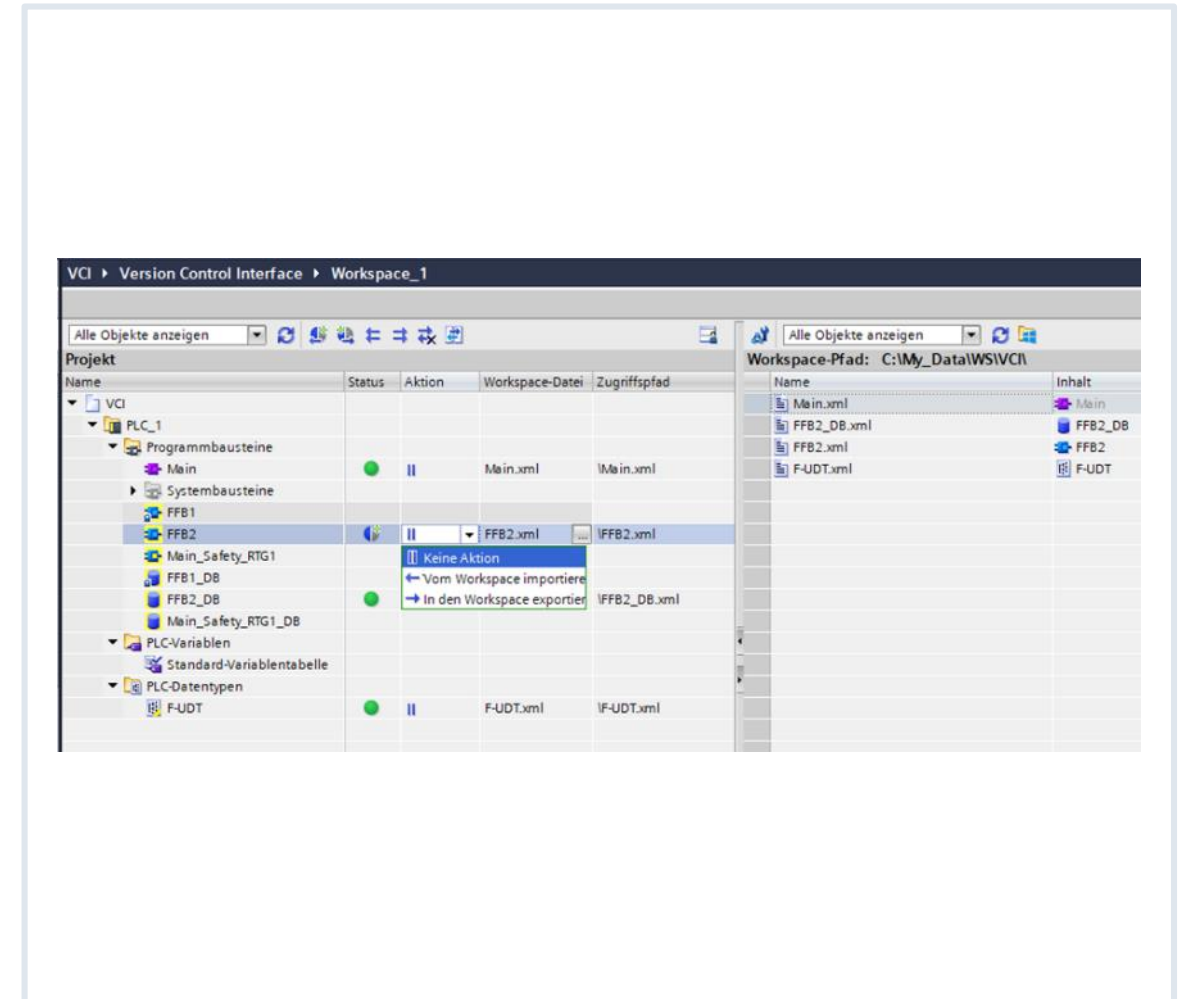 VCI ▸ Version Control Interface ▸ Workspace_1
Alle Objekte anzeigen
Projekt
Name Status Aktion Workspace-Datei Zugriffspfad
VCI
PLC_1
Programmbausteine
Main Main.xml \Main.xml
Systembausteine
FFB1
FFB2 FFB2.xml ... \FFB2.xml
Main_Safety_RTG1
FFB1_DB
FFB2_DB \FFB2_DB.xml
Main_Safety_RTG1_DB
PLC-Variablen
Standard-Variablentabelle
PLC-Datentypen
F-UDT F-UDT.xml \F-UDT.xml
Keine Aktion
Vom Workspace importiere
In den Workspace exportier
Alle Objekte anzeigen
Workspace-Pfad: C:\My_Data\WS\VCI\
Name Inhalt
Main.xml Main
FFB2_DB.xml FFB2_DB
FFB2.xml FFB2
F-UDT.xml F-UDT